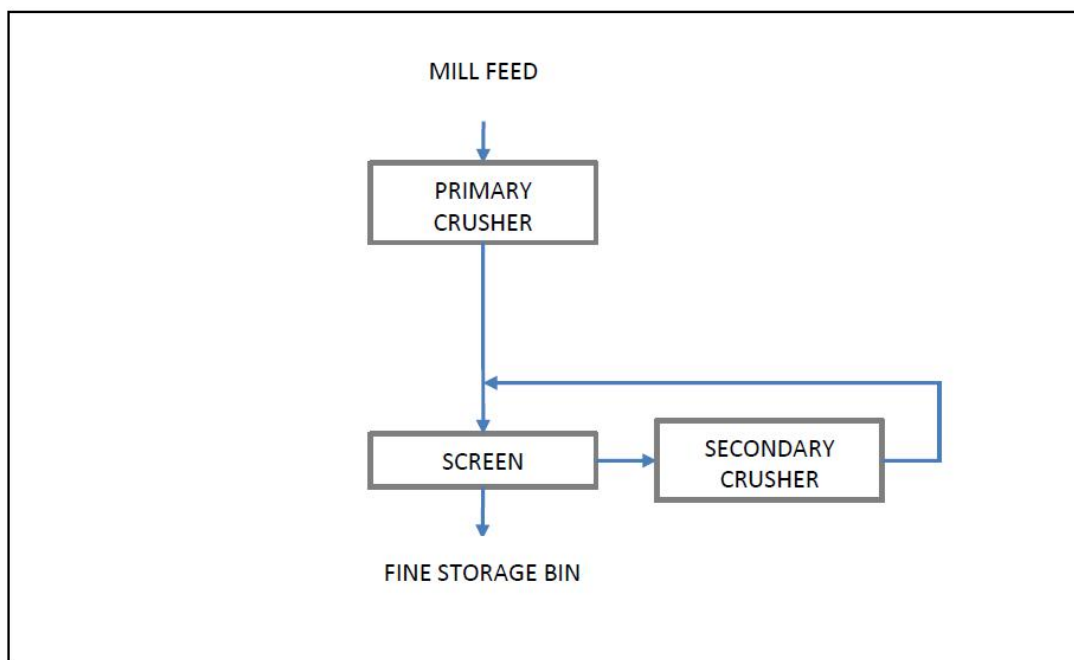 MILL FEED
PRIMARY
CRUSHER
SCREEN
SECONDARY
CRUSHER
FINE STORAGE BIN